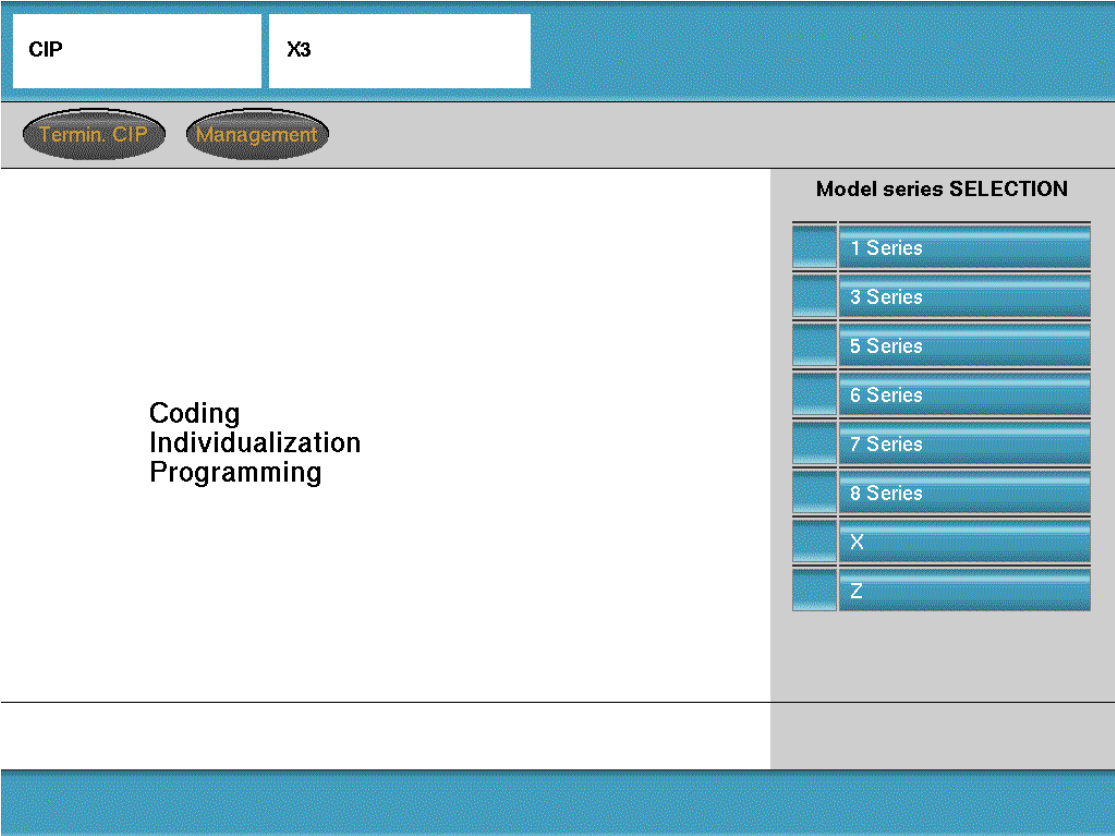 CIP
X3
Termin. CIP
Management
Model series SELECTION
1 Series
3 Series
5 Series
6 Series
7 Series
8 Series
X
Z
Coding
Individualization
Programming